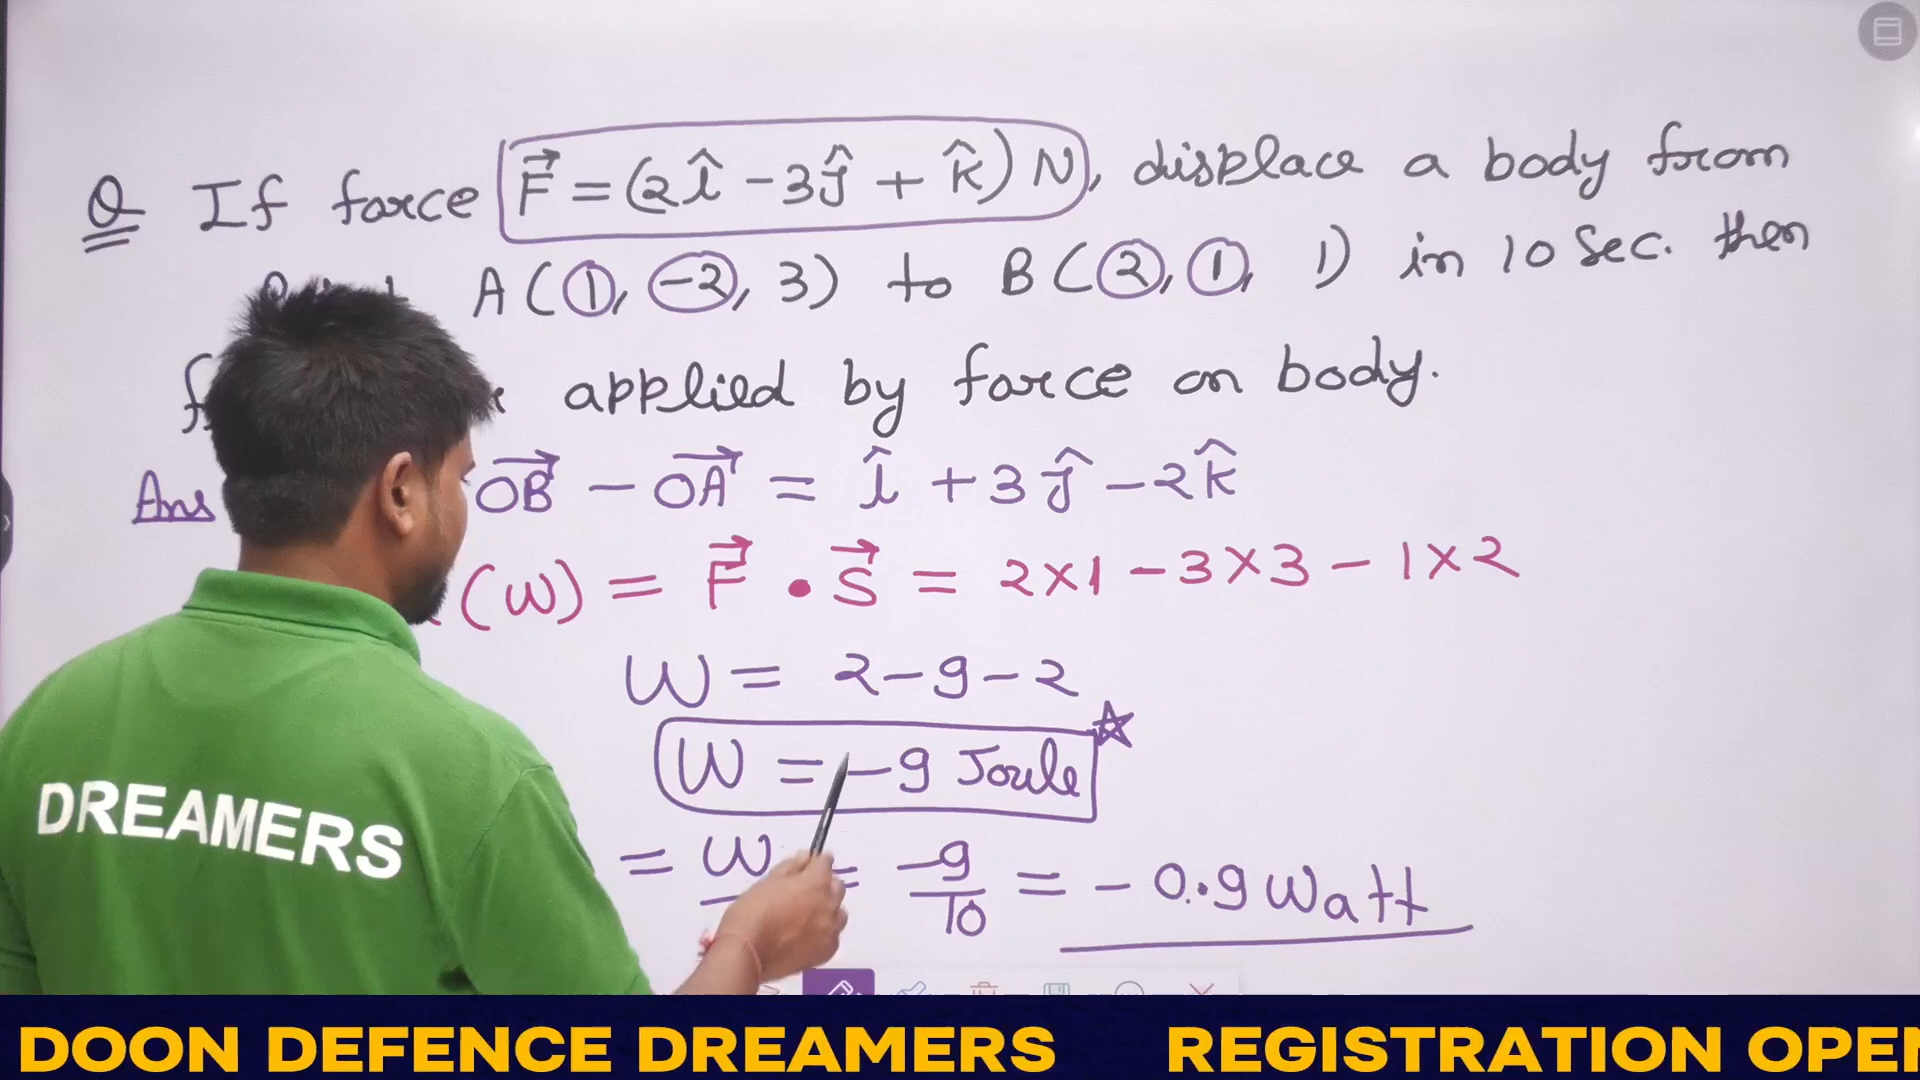 Q If force F⃗ = (2î - 3ĵ + k̂) N, displace a body from
A (1, -2, 3) to B (2, 1, 1) in 10 Sec. then
applied by force on body.
Ans OB⃗ - OA⃗ = î + 3ĵ - 2k̂
(W) = F⃗ • S⃗ = 2×1 - 3×3 - 1×2
W = 2-9-2
W = -9 Joule
= W = -9/10 = - 0.9 Watt
DREAMERS
DOON DEFENCE DREAMERS REGISTRATION OPEN